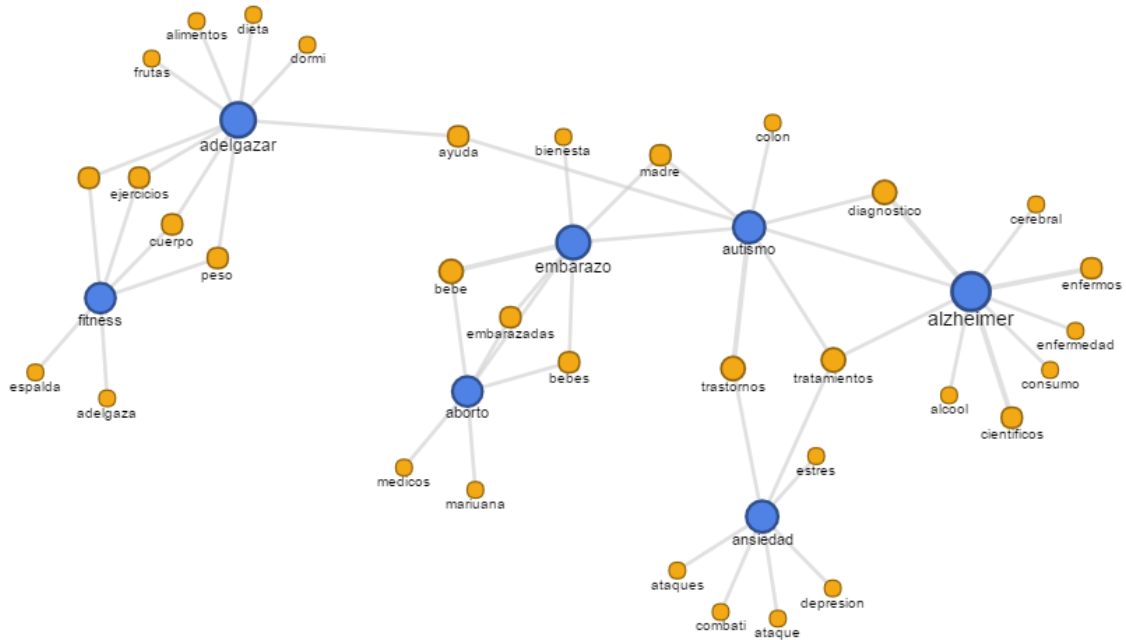 dieta
alimentos
dormi
frutas
adelgazar
colon
ayuda
bienesta
madre
ejercicios
diagnostico
cerebral
cuerpo
autismo
peso
embarazo
enfermos
bebe
fitness
alzheimer
embarazadas
enfermedad
bebes
trastornos
tratamientos
consumo
espalda
adelgaza
aborto
alcool
cientificos
estres
medicos
mariuana
ansiedad
ataques
depresion
combati
ataque